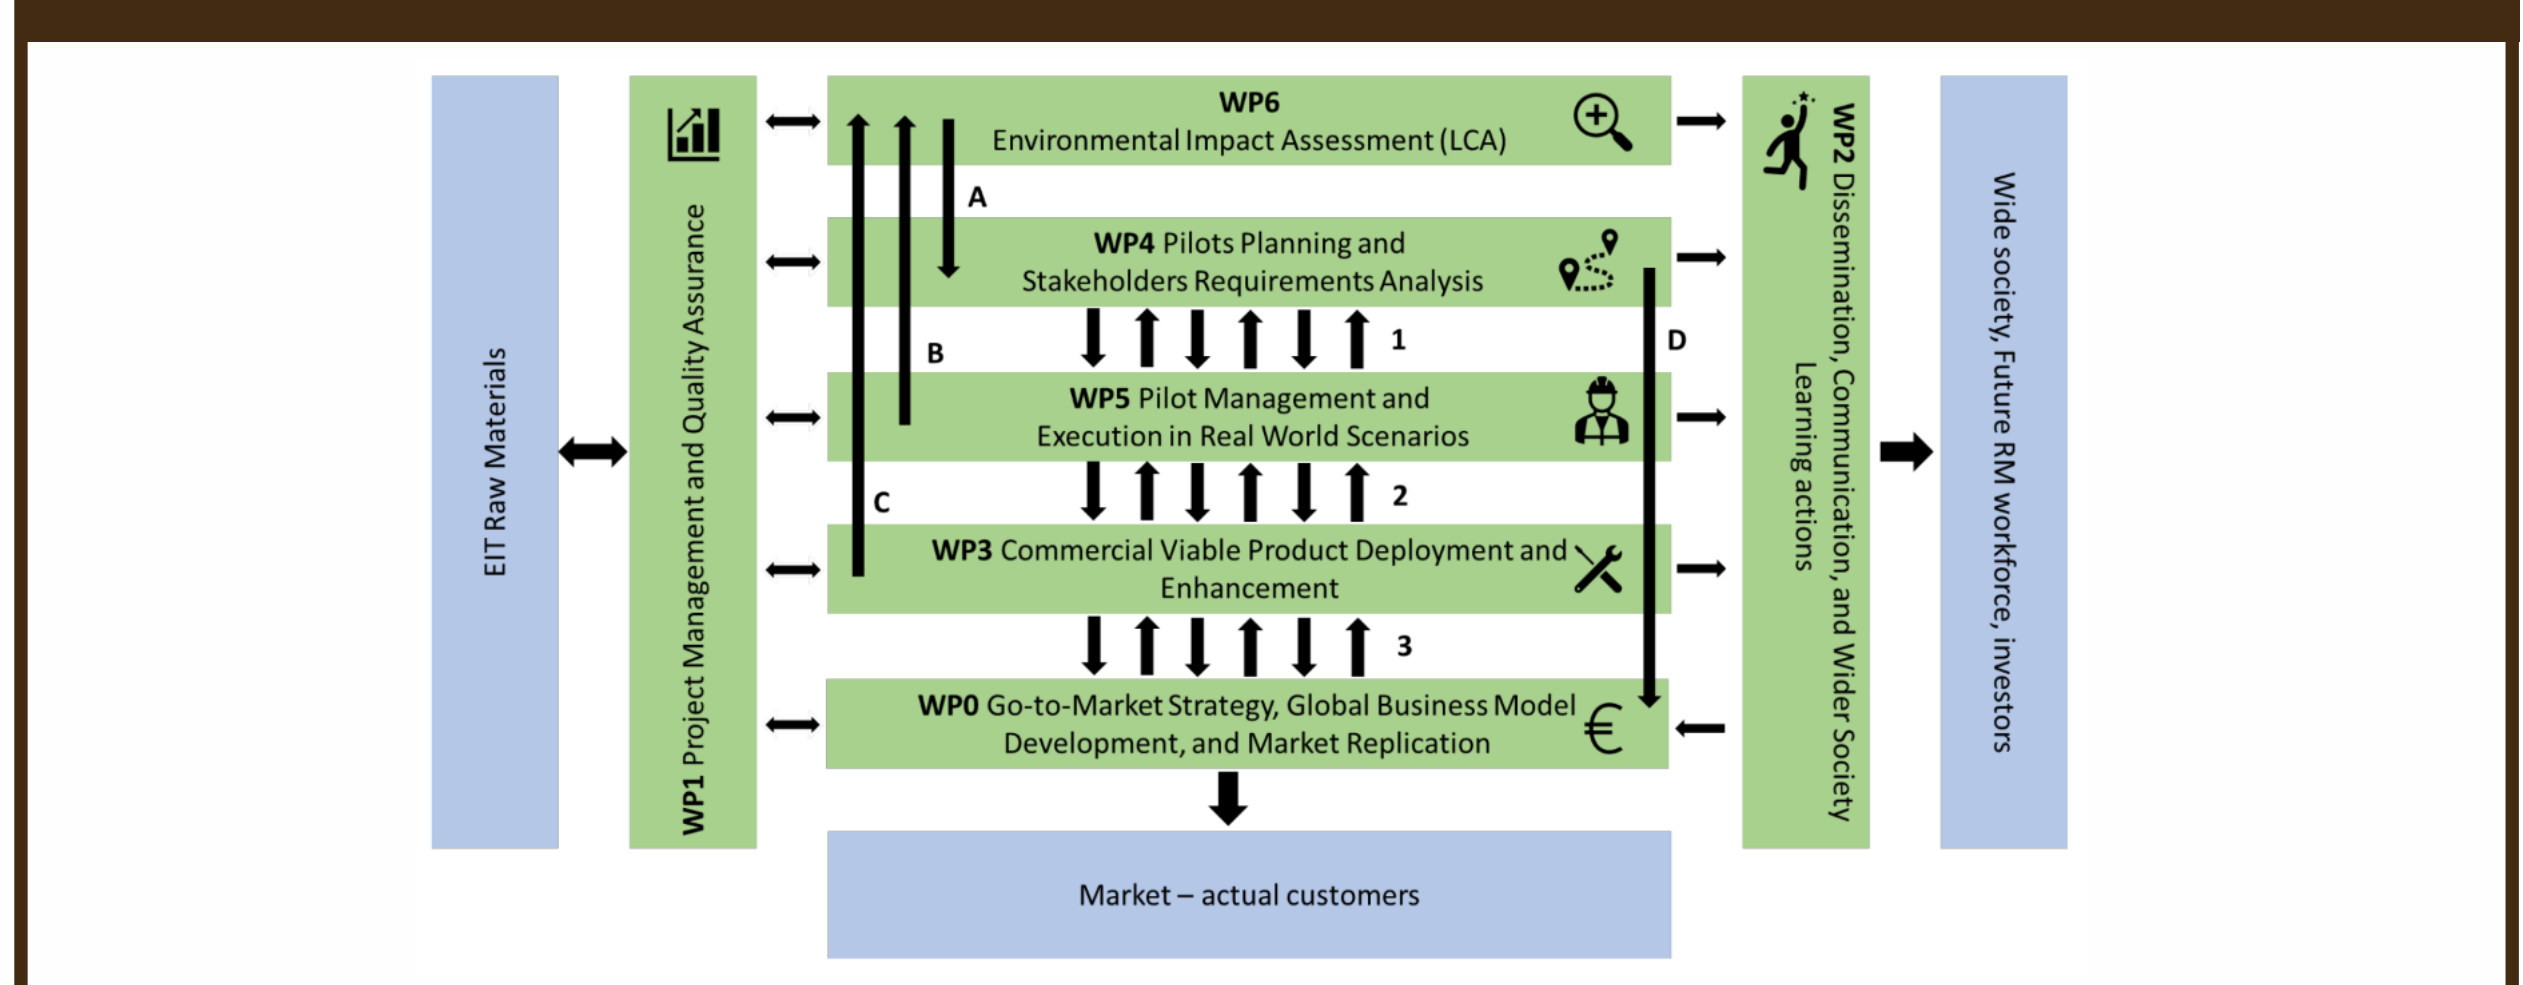 EIT Raw Materials
WP1 Project Management and Quality Assurance
WP6
Environmental Impact Assessment (LCA)
A
WP4 Pilots Planning and
Stakeholders Requirements Analysis
1
D
B
WP5 Pilot Management and
Execution in Real World Scenarios
2
C
WP3 Commercial Viable Product Deployment and
Enhancement
3
WP0 Go-to-Market Strategy, Global Business Model
Development, and Market Replication
€
Market – actual customers
WP2 Dissemination, Communication, and Wider Society
Learning actions
Wide society, Future RM workforce, investors